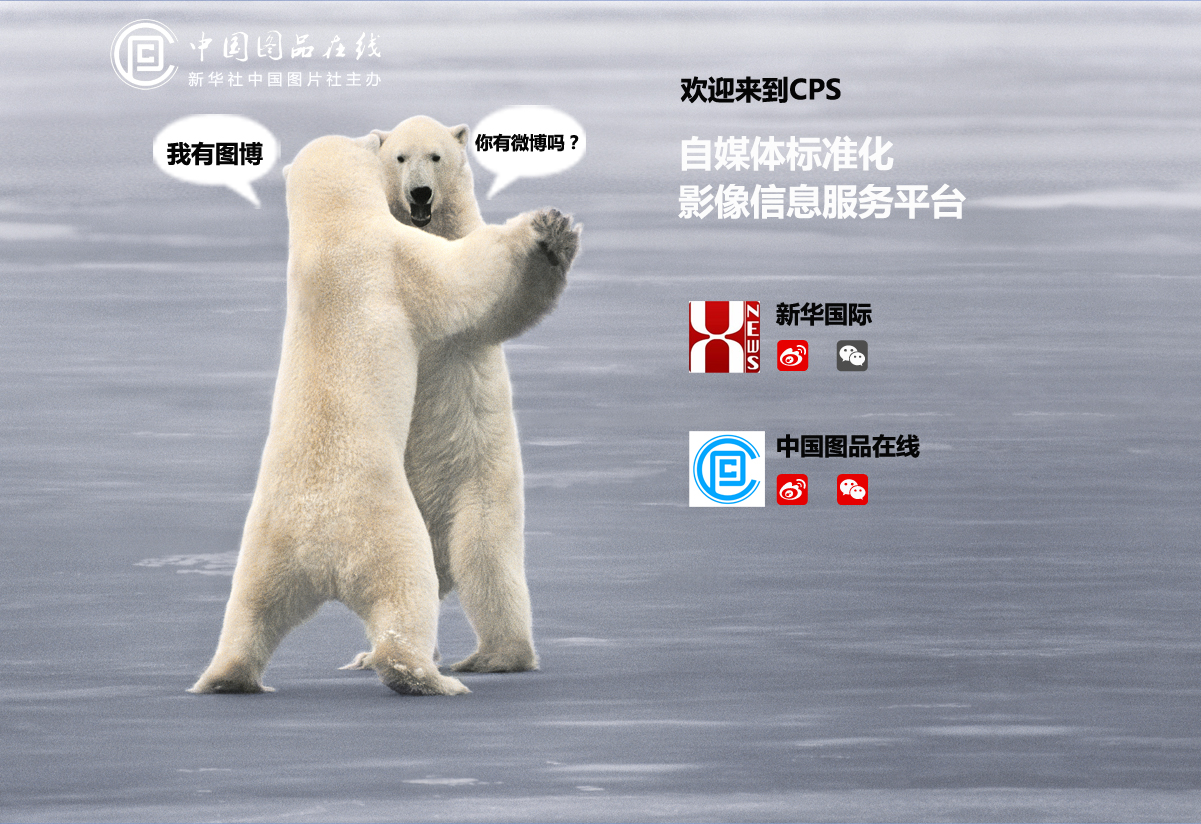 中国图品在线
新华社中国图片社主办
我有图博
你有微博吗？
欢迎来到CPS
自媒体标准化
影像信息服务平台
NEWS
新华国际
中国图品在线